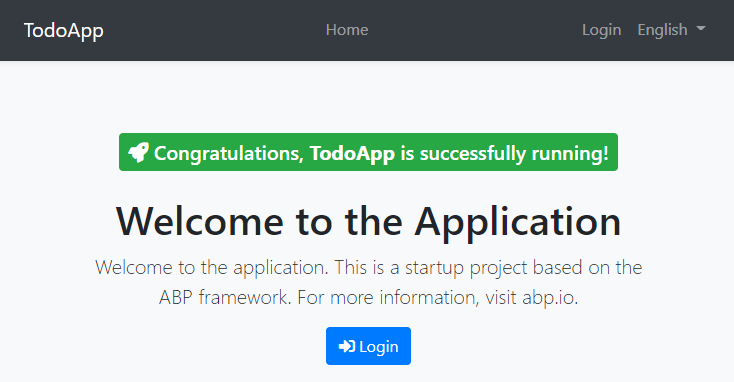 TodoApp Home Login English
Congratulations, TodoApp is successfully running!
Welcome to the Application
Welcome to the application. This is a startup project based on the
ABP framework. For more information, visit abp.io.
Login